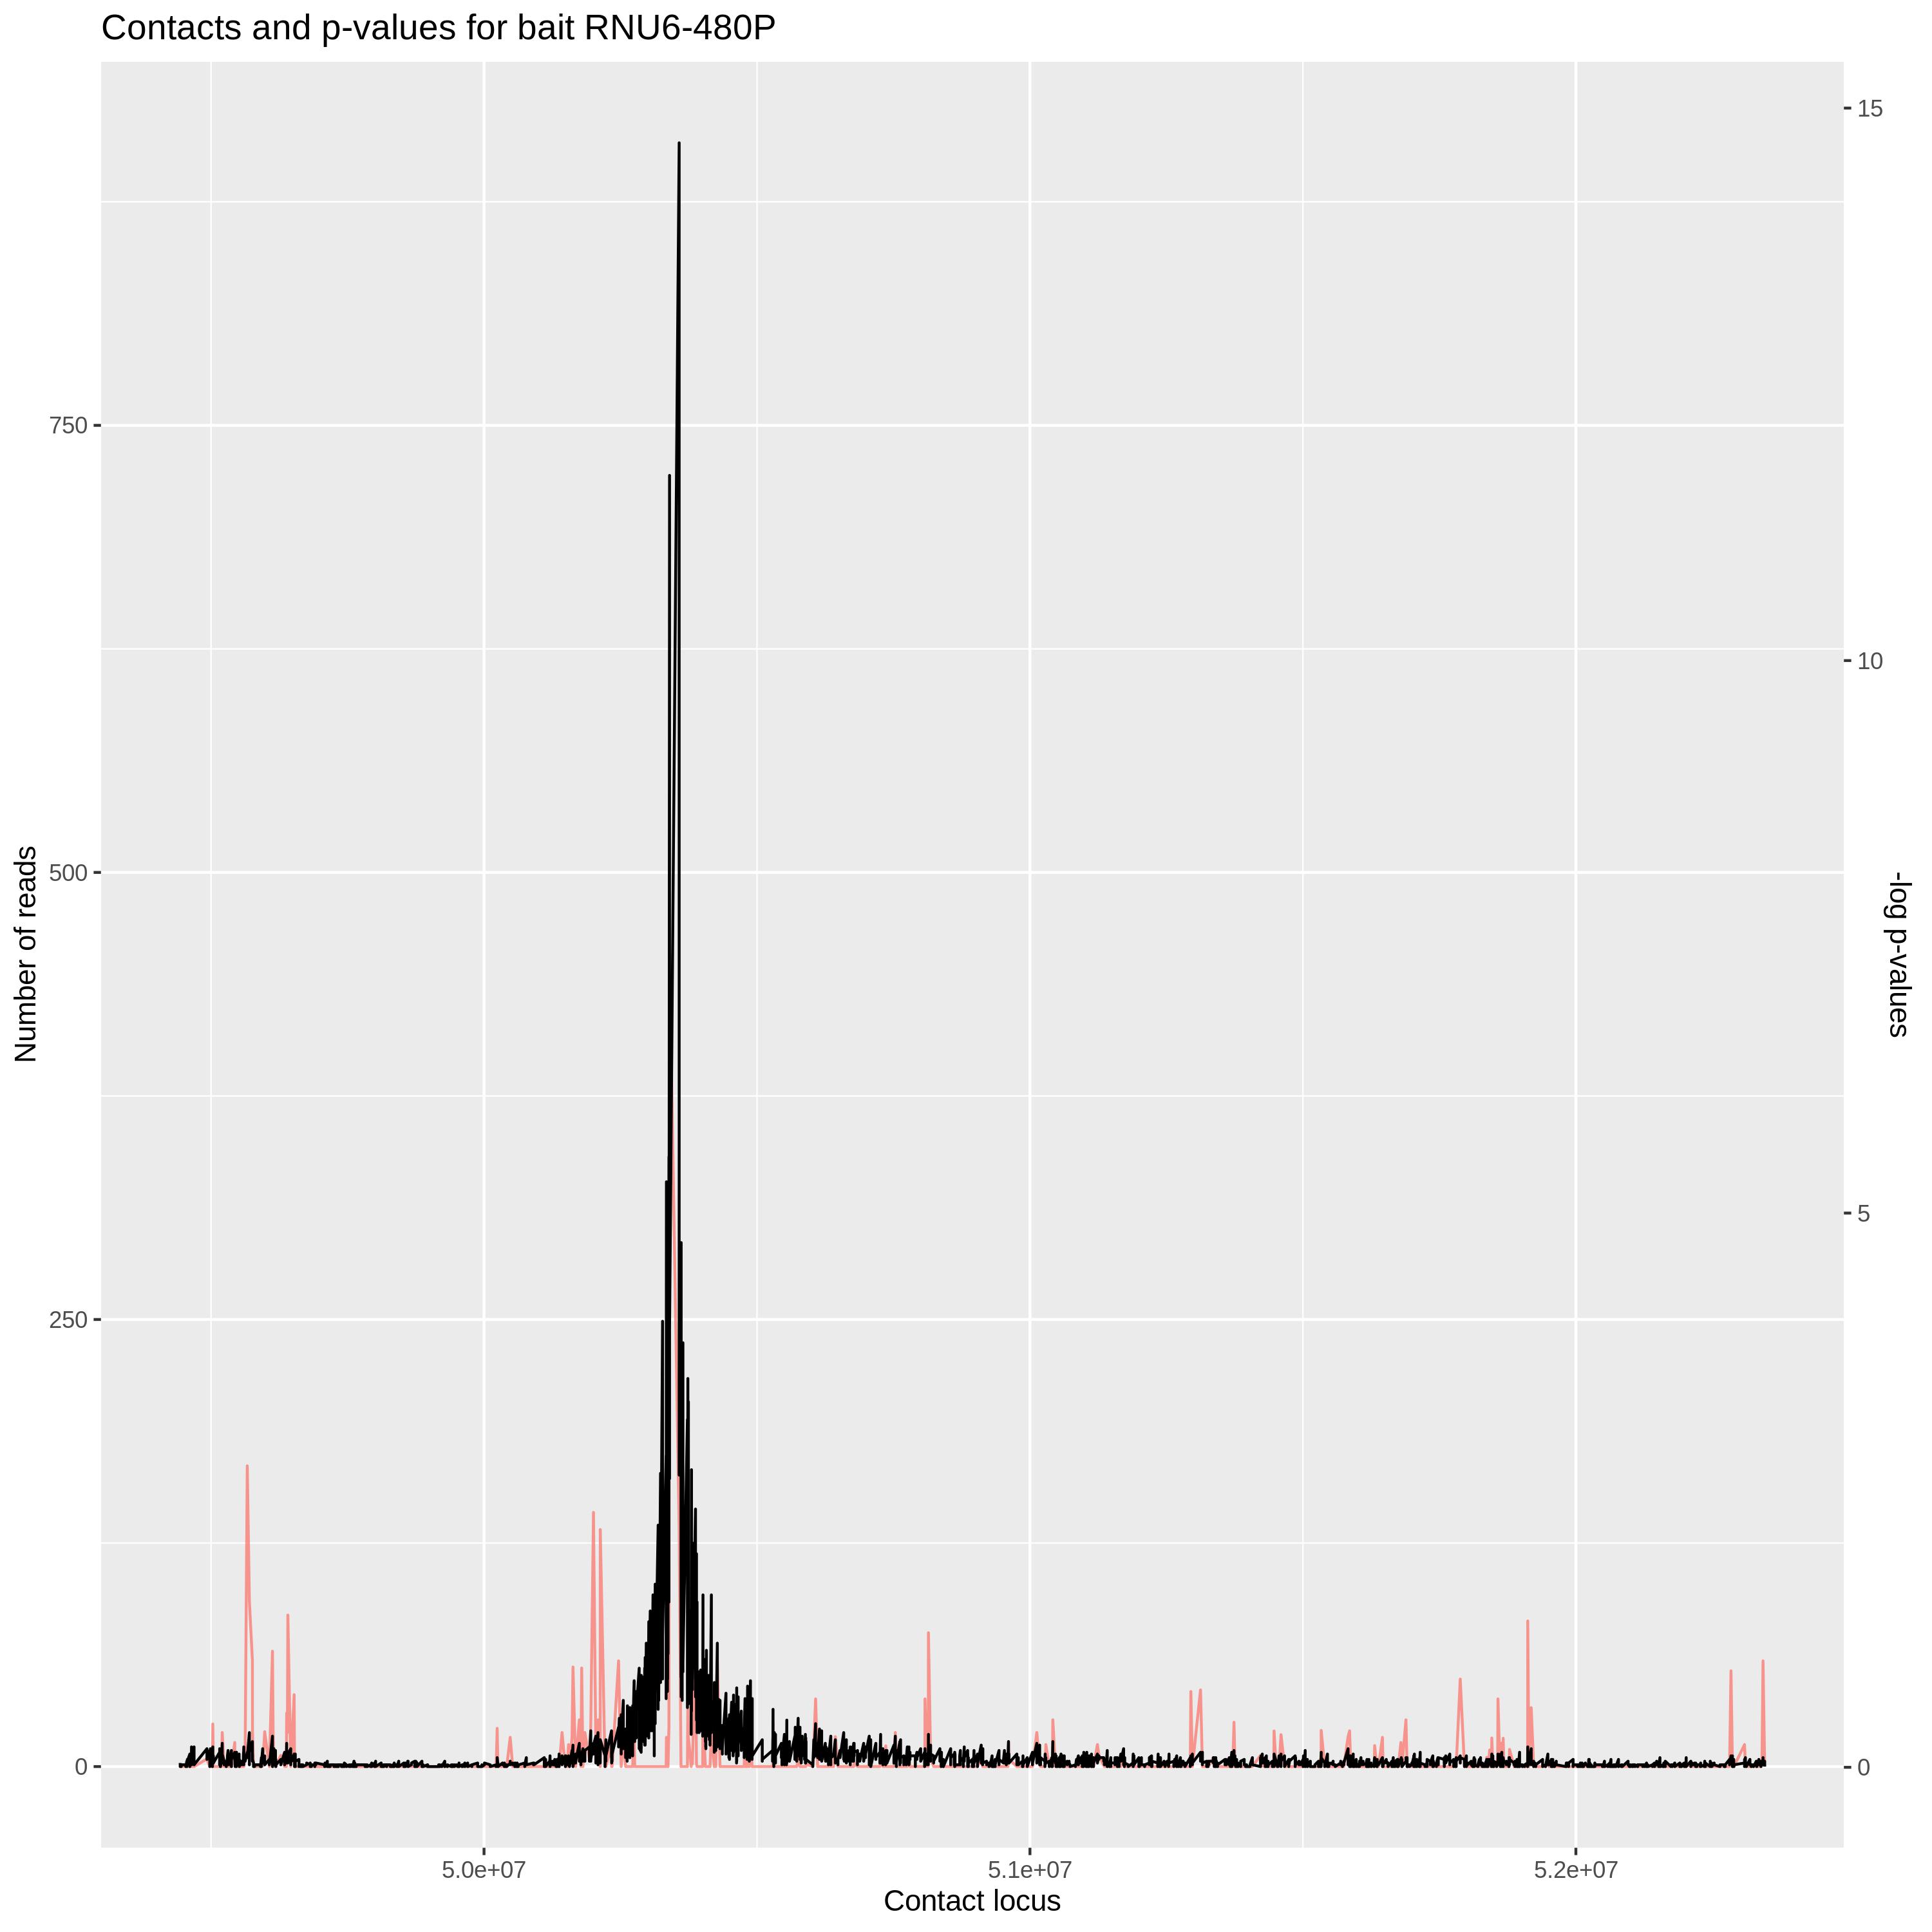 Contacts and p-values for bait RNU6-480P
15
750
10
500
Number of reads
-log p-values
5
250
0
0
5.0e+07
5.1e+07
5.2e+07
Contact locus